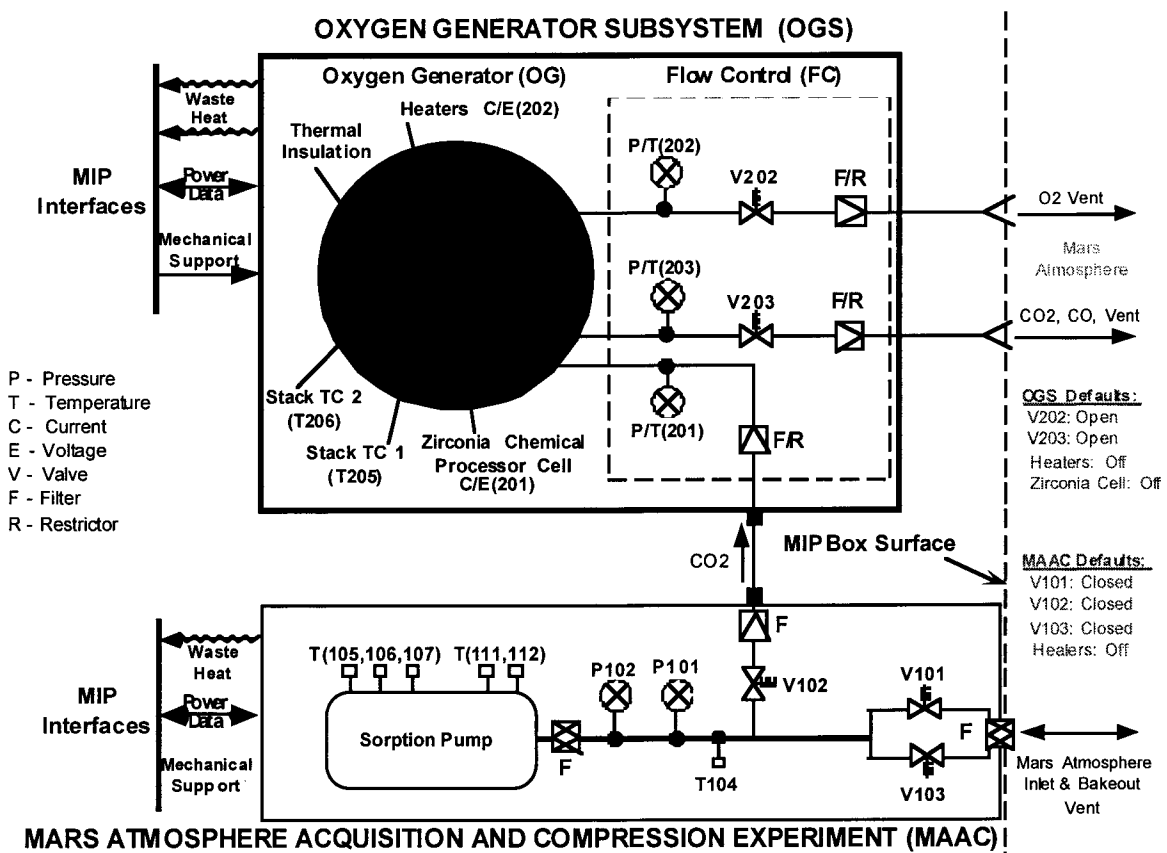 OXYGEN GENERATOR SUBSYSTEM (OGS)
Oxygen Generator (OG)
Flow Control (FC)
Waste
Heat
Heaters C/E(202)
Thermal
Insulation
MIP
Interfaces
Power
Data
Mechanical
Support
P/T(202)
V202
F/R
O2 Vent
Mars
Atmosphere
P/T(203)
V203
F/R
CO2, CO, Vent
P/T(201)
F/R
Stack TC 2
(T206)
Stack TC 1
(T205)
Zirconia Chemical
Processor Cell
C/E(201)
P - Pressure
T - Temperature
C - Current
E - Voltage
V - Valve
F - Filter
R - Restrictor
OGS Defaults:
V202: Open
V203: Open
Heaters: Off
Zirconia Cell: Off
CO2
MIP Box Surface
MAAC Defaults:
V101: Closed
V102: Closed
V103: Closed
Heaters: Off
Waste
Heat
MIP
Interfaces
Power
Data
Mechanical
Support
T(105,106,107)
T(111,112)
P102
P101
F
V102
V101
Sorption Pump
F
T104
V103
F
Mars Atmosphere
Inlet & Bakeout
Vent
MARS ATMOSPHERE ACQUISITION AND COMPRESSION EXPERIMENT (MAAC)